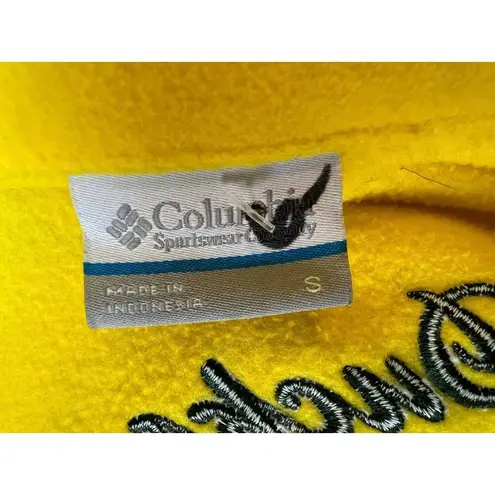 Columbia
Sportswear Company
MADE IN
INDONESIA
S